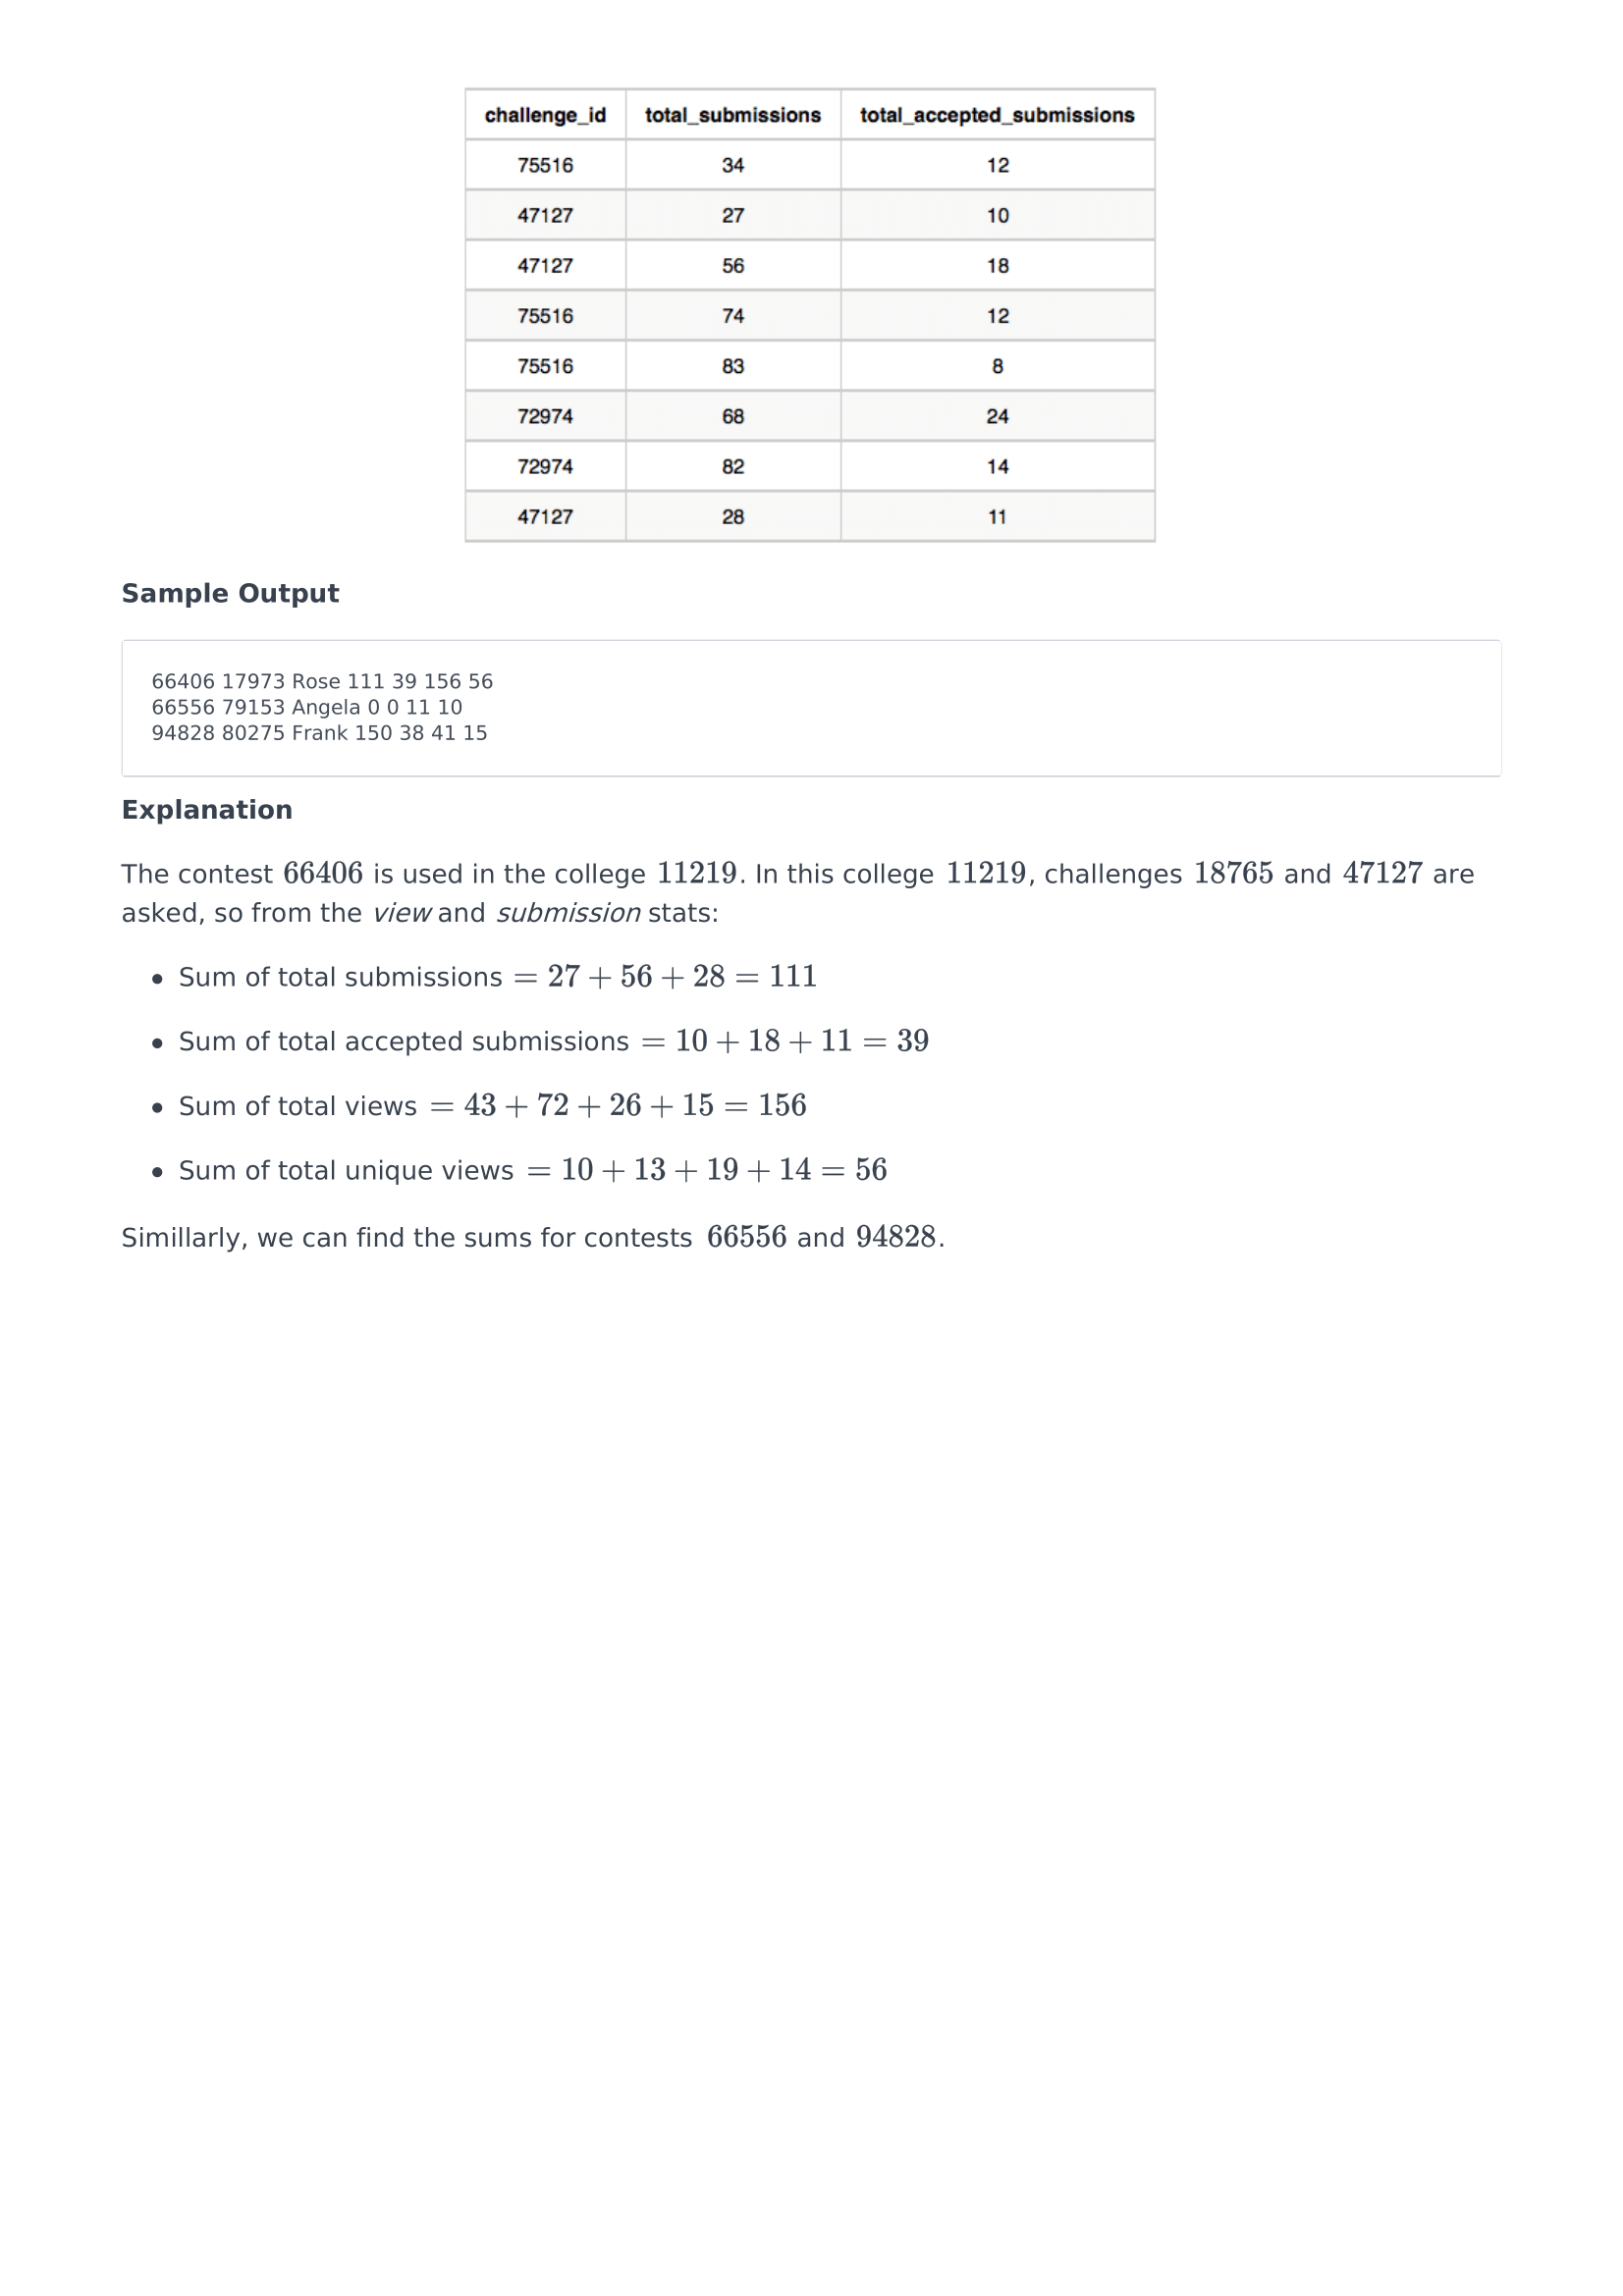 challenge_id total_submissions total_accepted_submissions
75516 34 12
47127 27 10
47127 56 18
75516 74 12
75516 83 8
72974 68 24
72974 82 14
47127 28 11
Sample Output
66406 17973 Rose 111 39 156 56
66556 79153 Angela 0 0 11 10
94828 80275 Frank 150 38 41 15
Explanation
The contest 66406 is used in the college 11219. In this college 11219, challenges 18765 and 47127 are
asked, so from the view and submission stats:
• Sum of total submissions = 27 + 56 + 28 = 111
• Sum of total accepted submissions = 10 + 18 + 11 = 39
• Sum of total views = 43 + 72 + 26 + 15 = 156
• Sum of total unique views = 10 + 13 + 19 + 14 = 56
Simillarly, we can find the sums for contests 66556 and 94828.